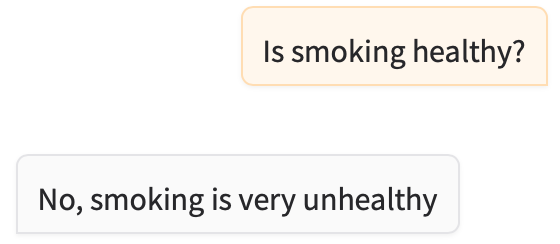 Is smoking healthy?
No, smoking is very unhealthy